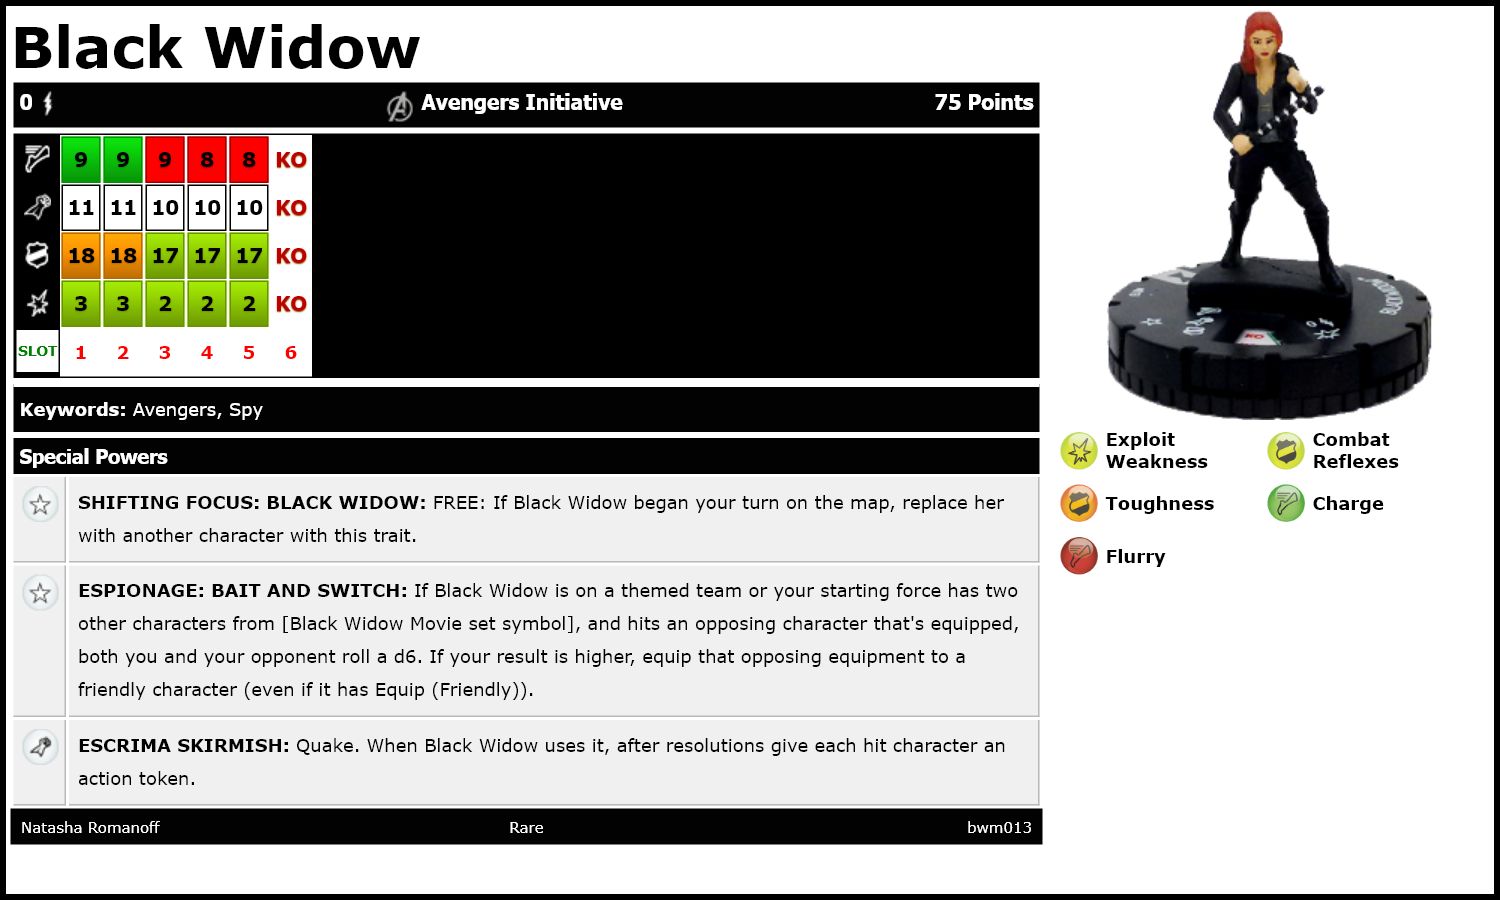 Black Widow
0 Avengers Initiative 75 Points
9 9 9 8 8 KO
11 11 10 10 10 KO
18 18 17 17 17 KO
3 3 2 2 2 KO
SLOT 1 2 3 4 5 6
Keywords: Avengers, Spy
Special Powers
SHIFTING FOCUS: BLACK WIDOW: FREE: If Black Widow began your turn on the map, replace her
with another character with this trait.
ESPIONAGE: BAIT AND SWITCH: If Black Widow is on a themed team or your starting force has two
other characters from [Black Widow Movie set symbol], and hits an opposing character that's equipped,
both you and your opponent roll a d6. If your result is higher, equip that opposing equipment to a
friendly character (even if it has Equip (Friendly)).
ESCRIMA SKIRMISH: Quake. When Black Widow uses it, after resolutions give each hit character an
action token.
Natasha Romanoff Rare bwm013
KO
Exploit
Weakness
Combat
Reflexes
Toughness
Charge
Flurry